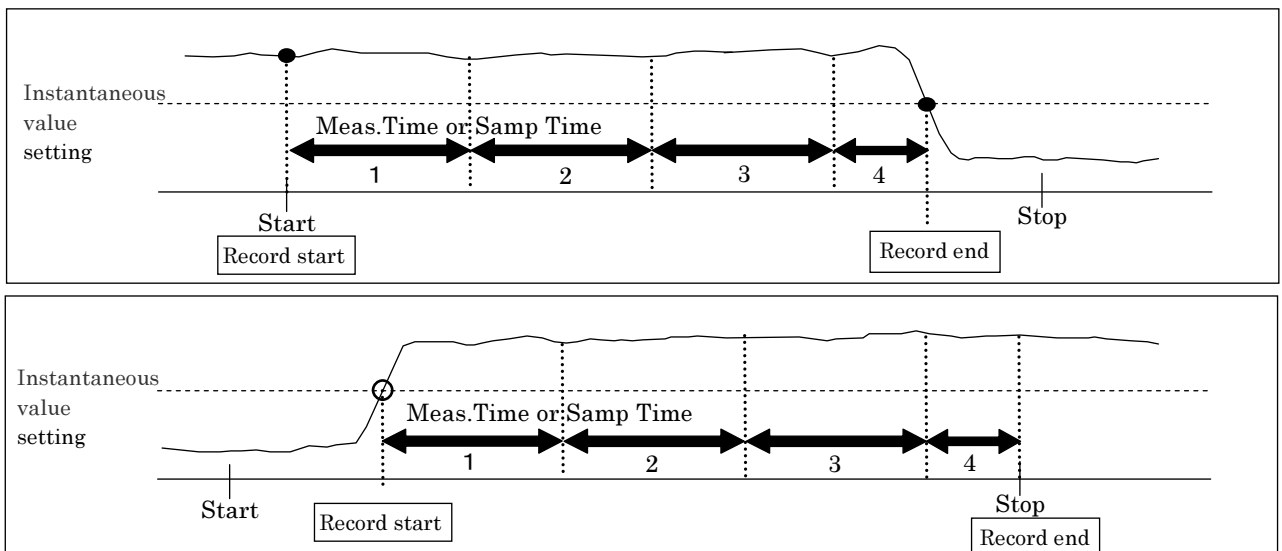 Instantaneous
value
setting
Meas.Time or Samp Time
1 2 3 4
Start Stop
Record start Record end
Instantaneous
value
setting
Meas.Time or Samp Time
1 2 3 4
Start Stop
Record start Record end